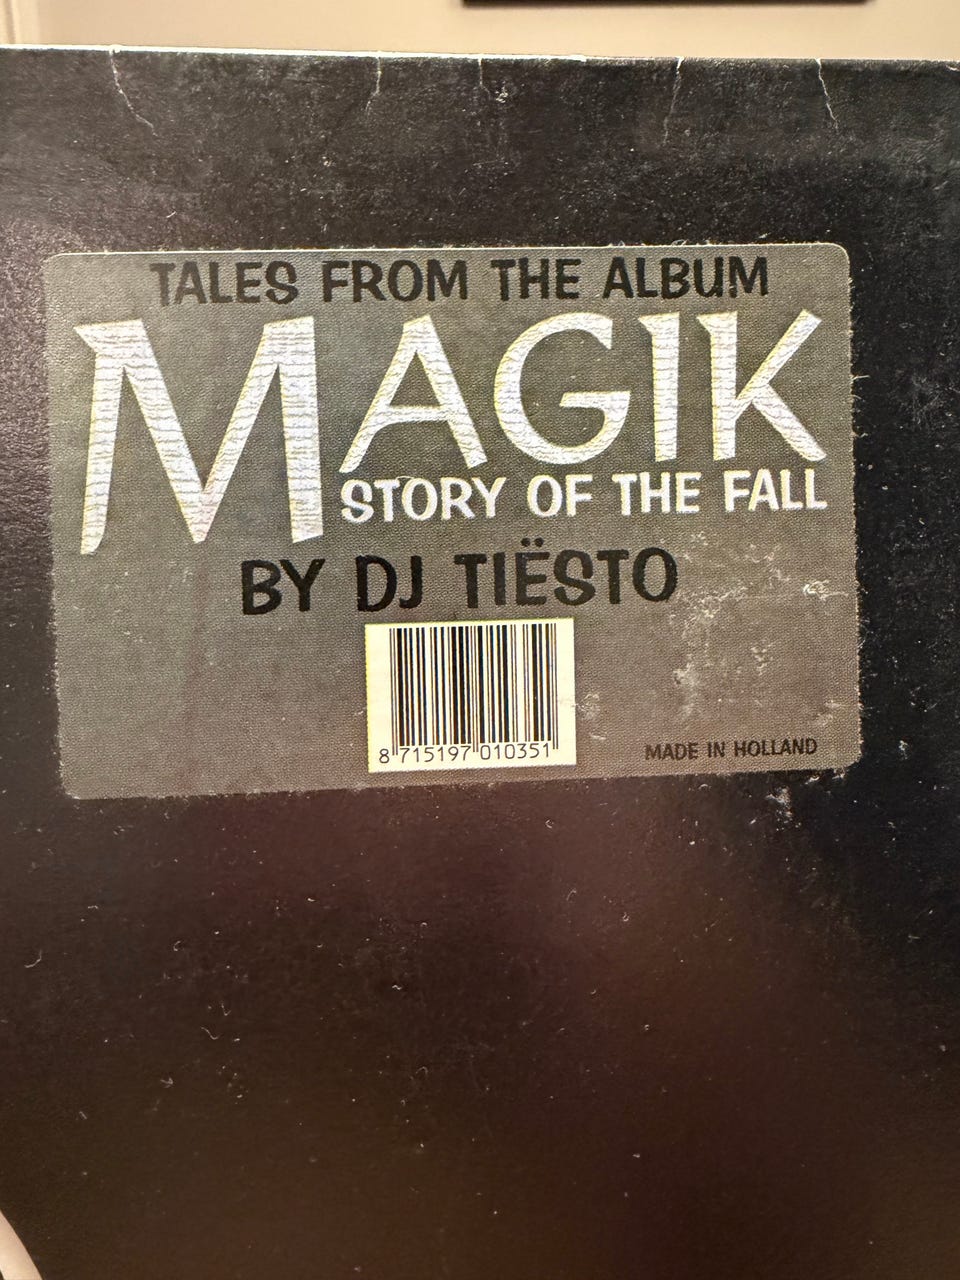 TALES FROM THE ALBUM
MAGIK
STORY OF THE FALL
BY DJ TIËSTO
8 715197 010351
MADE IN HOLLAND